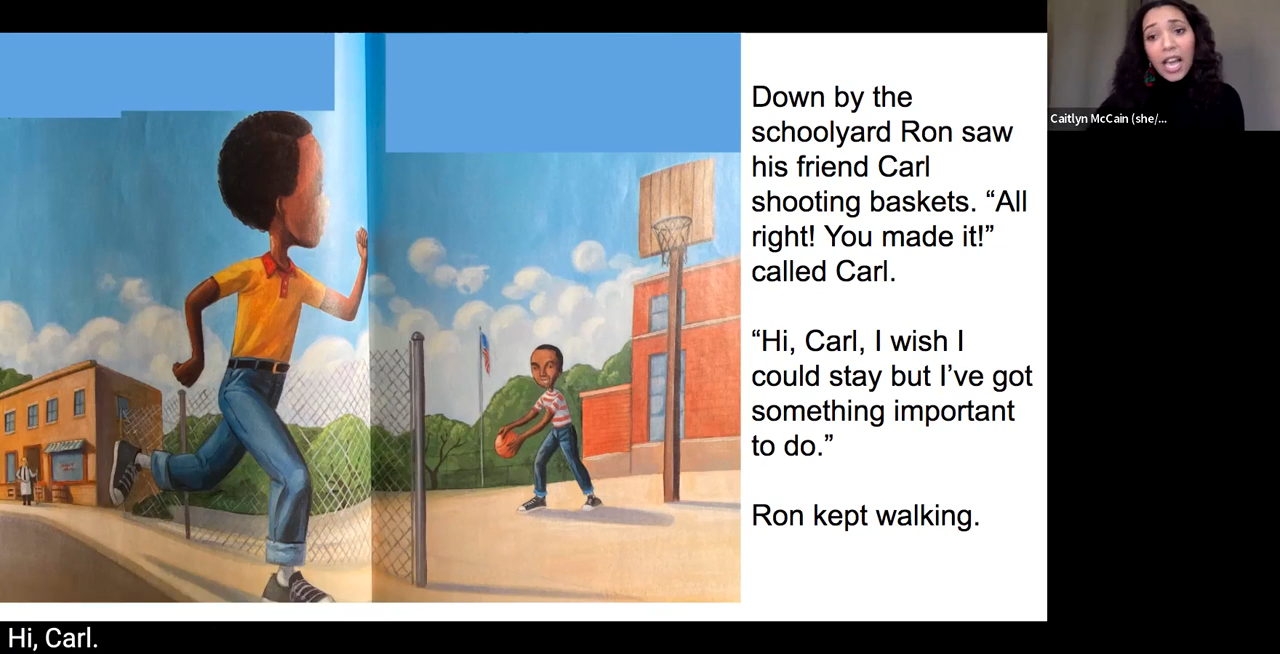 Down by the
schoolyard Ron saw
his friend Carl
shooting baskets. “All
right! You made it!”
called Carl.
“Hi, Carl, I wish I
could stay but I’ve got
something important
to do.”
Ron kept walking.
Caitlyn McCain (she/...
Hi, Carl.